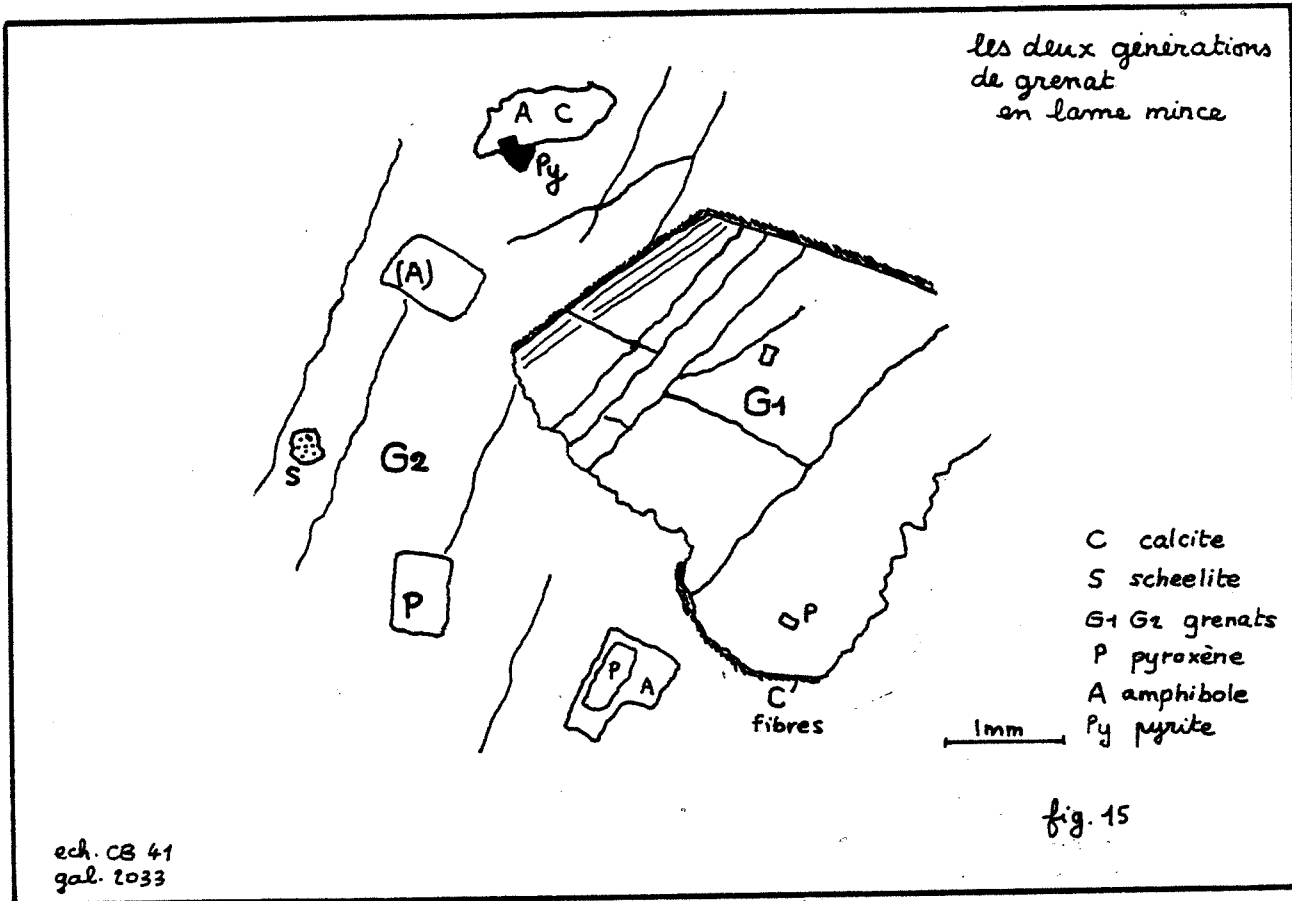 les deux générations
de grenat
en lame mince
A C
Py
(A)
G1
G2
S
P
P
P A
C
fibres
C calcite
S scheelite
G1 G2 grenats
P pyroxène
A amphibole
Py pyrite
1mm
fig. 15
ech. CB 41
gal. 2033